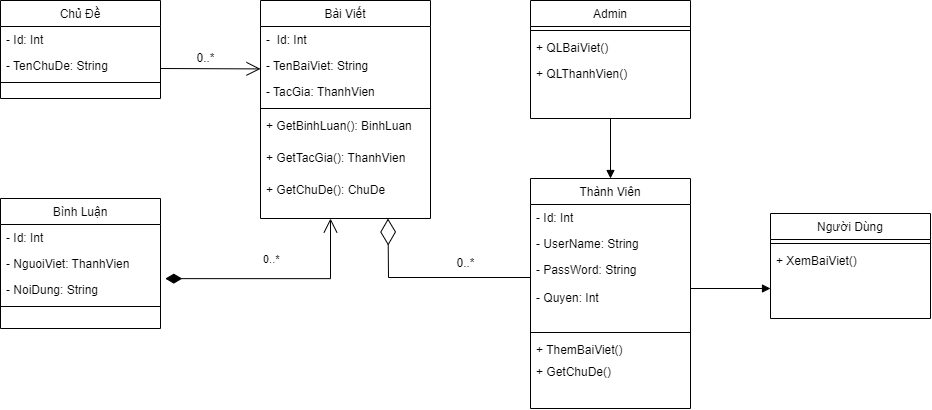 Chủ Đề
- Id: Int
- TenChuDe: String
0..*
Bài Viết
- Id: Int
- TenBaiViet: String
- TacGia: ThanhVien
+ GetBinhLuan(): BinhLuan
+ GetTacGia(): ThanhVien
+ GetChuDe(): ChuDe
Admin
+ QLBaiViet()
+ QLThanhVien()
Bình Luận
- Id: Int
- NguoiViet: ThanhVien
- NoiDung: String
0..*
0..*
Thành Viên
- Id: Int
- UserName: String
- PassWord: String
- Quyen: Int
+ ThemBaiViet()
+ GetChuDe()
Người Dùng
+ XemBaiViet()